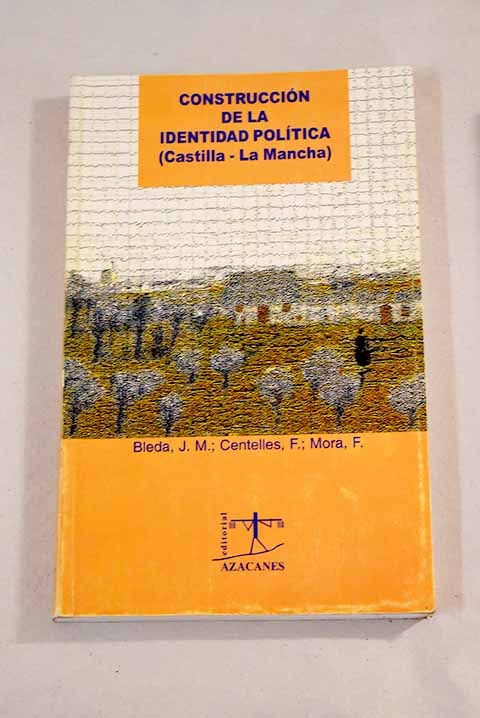 CONSTRUCCIÓN
DE LA
IDENTIDAD POLÍTICA
(Castilla - La Mancha)
Bleda, J. M.; Centelles, F.; Mora, F.
editorial
AZACANES